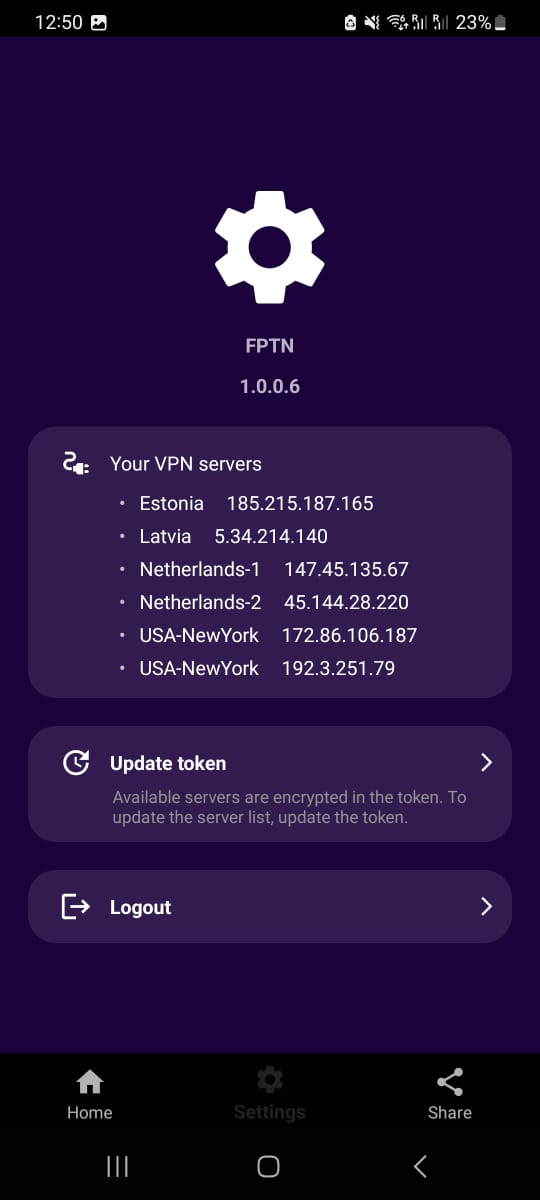 12:50
23%
FPTN
1.0.0.6
Your VPN servers
• Estonia 185.215.187.165
• Latvia 5.34.214.140
• Netherlands-1 147.45.135.67
• Netherlands-2 45.144.28.220
• USA-NewYork 172.86.106.187
• USA-NewYork 192.3.251.79
Update token
Available servers are encrypted in the token. To
update the server list, update the token.
Logout
Home Settings Share